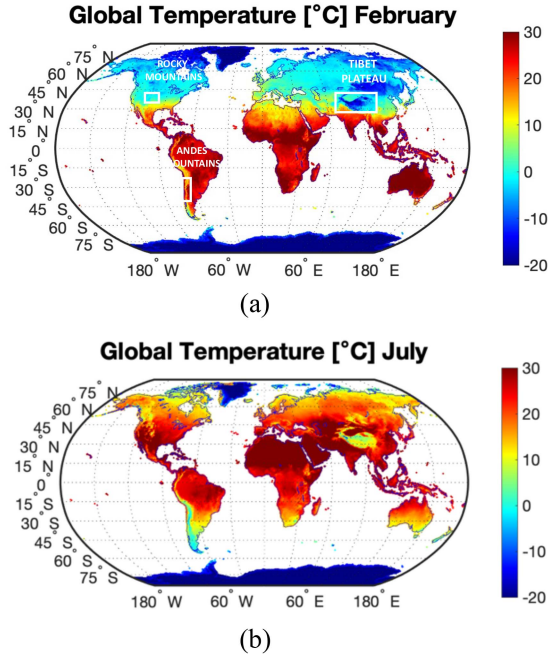 Global Temperature [°C] February
ROCKY
MOUNTAINS
TIBET
PLATEAU
ANDES
OUNTAINS
75° N
60° N
45° N
30° N
15° N
0°
15° S
30° S
45° S
60° S
75° S
180° W
60° W
60° E
180° E
30
20
10
0
-10
-20
(a)
Global Temperature [°C] July
75° N
60° N
45° N
30° N
15° N
0°
15° S
30° S
45° S
60° S
75° S
180° W
60° W
60° E
180° E
30
20
10
0
-10
-20
(b)